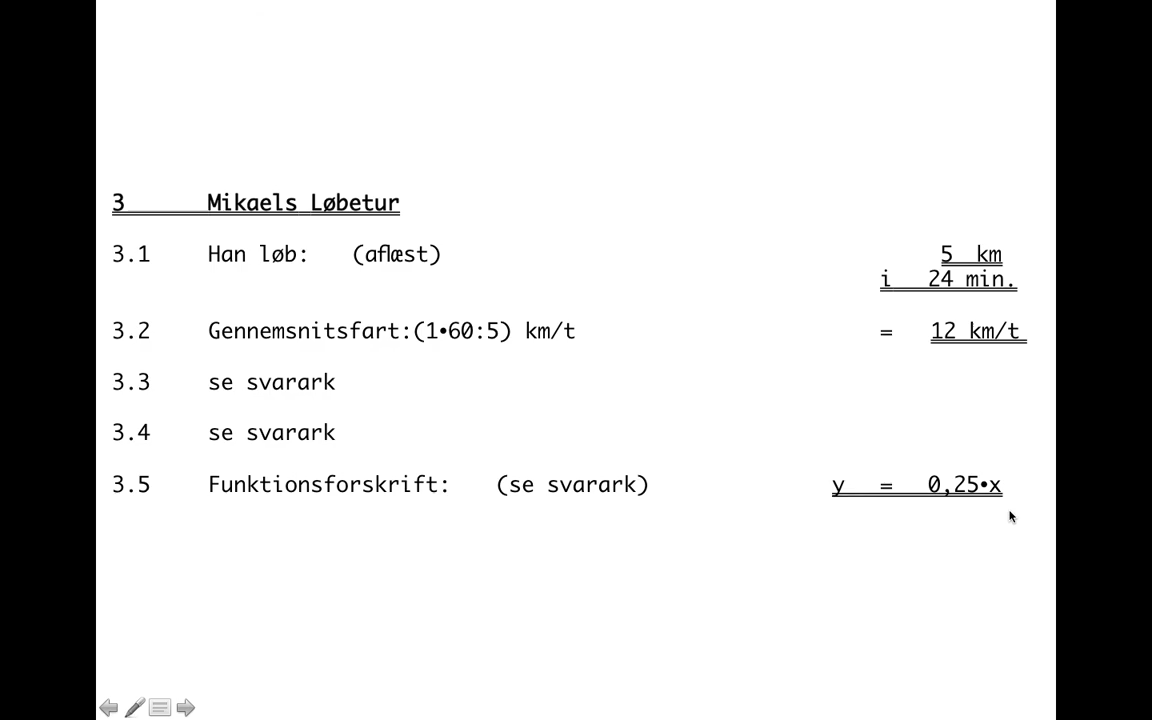 3 Mikaels Løbetur
3.1 Han løb: (aflæst) 5 km
i 24 min.
3.2 Gennemsnitsfart:(1•60:5) km/t = 12 km/t
3.3 se svarark
3.4 se svarark
3.5 Funktionsforskrift: (se svarark) y = 0,25•x